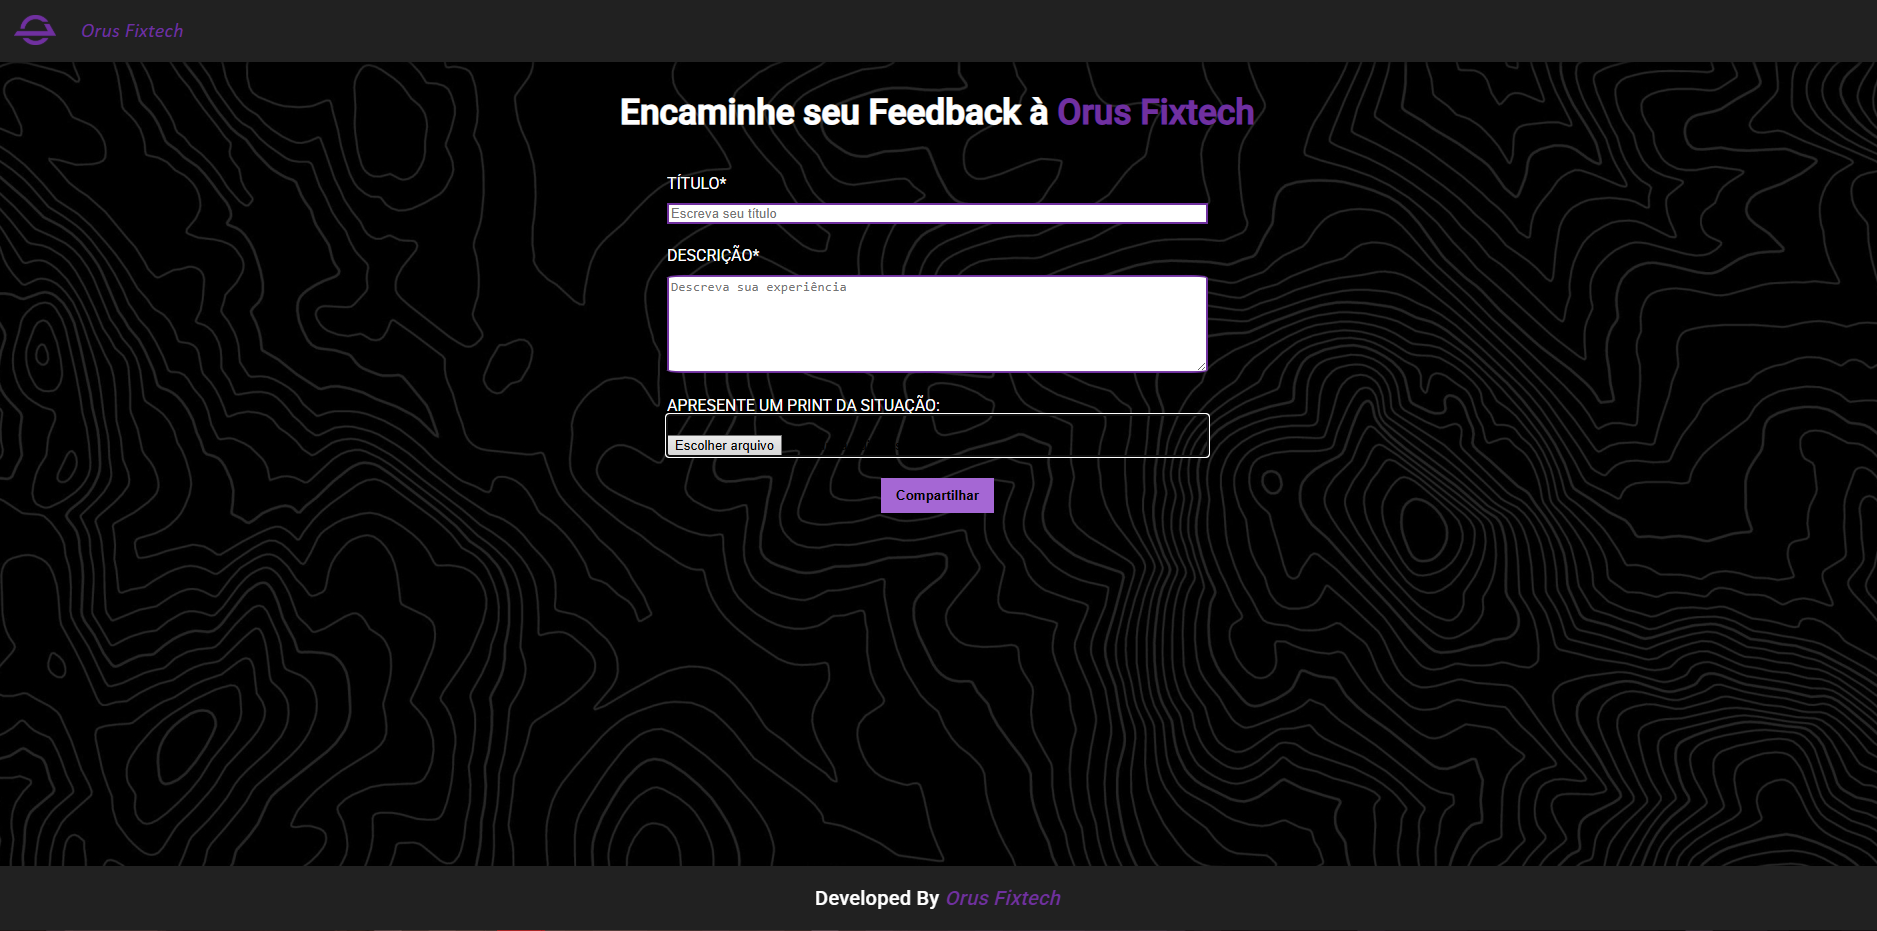 Orus Fixtech
Encaminhe seu Feedback à Orus Fixtech
TÍTULO*
Escreva seu título
DESCRIÇÃO*
Descreva sua experiência
APRESENTE UM PRINT DA SITUAÇÃO:
Escolher arquivo
Compartilhar
Developed By Orus Fixtech